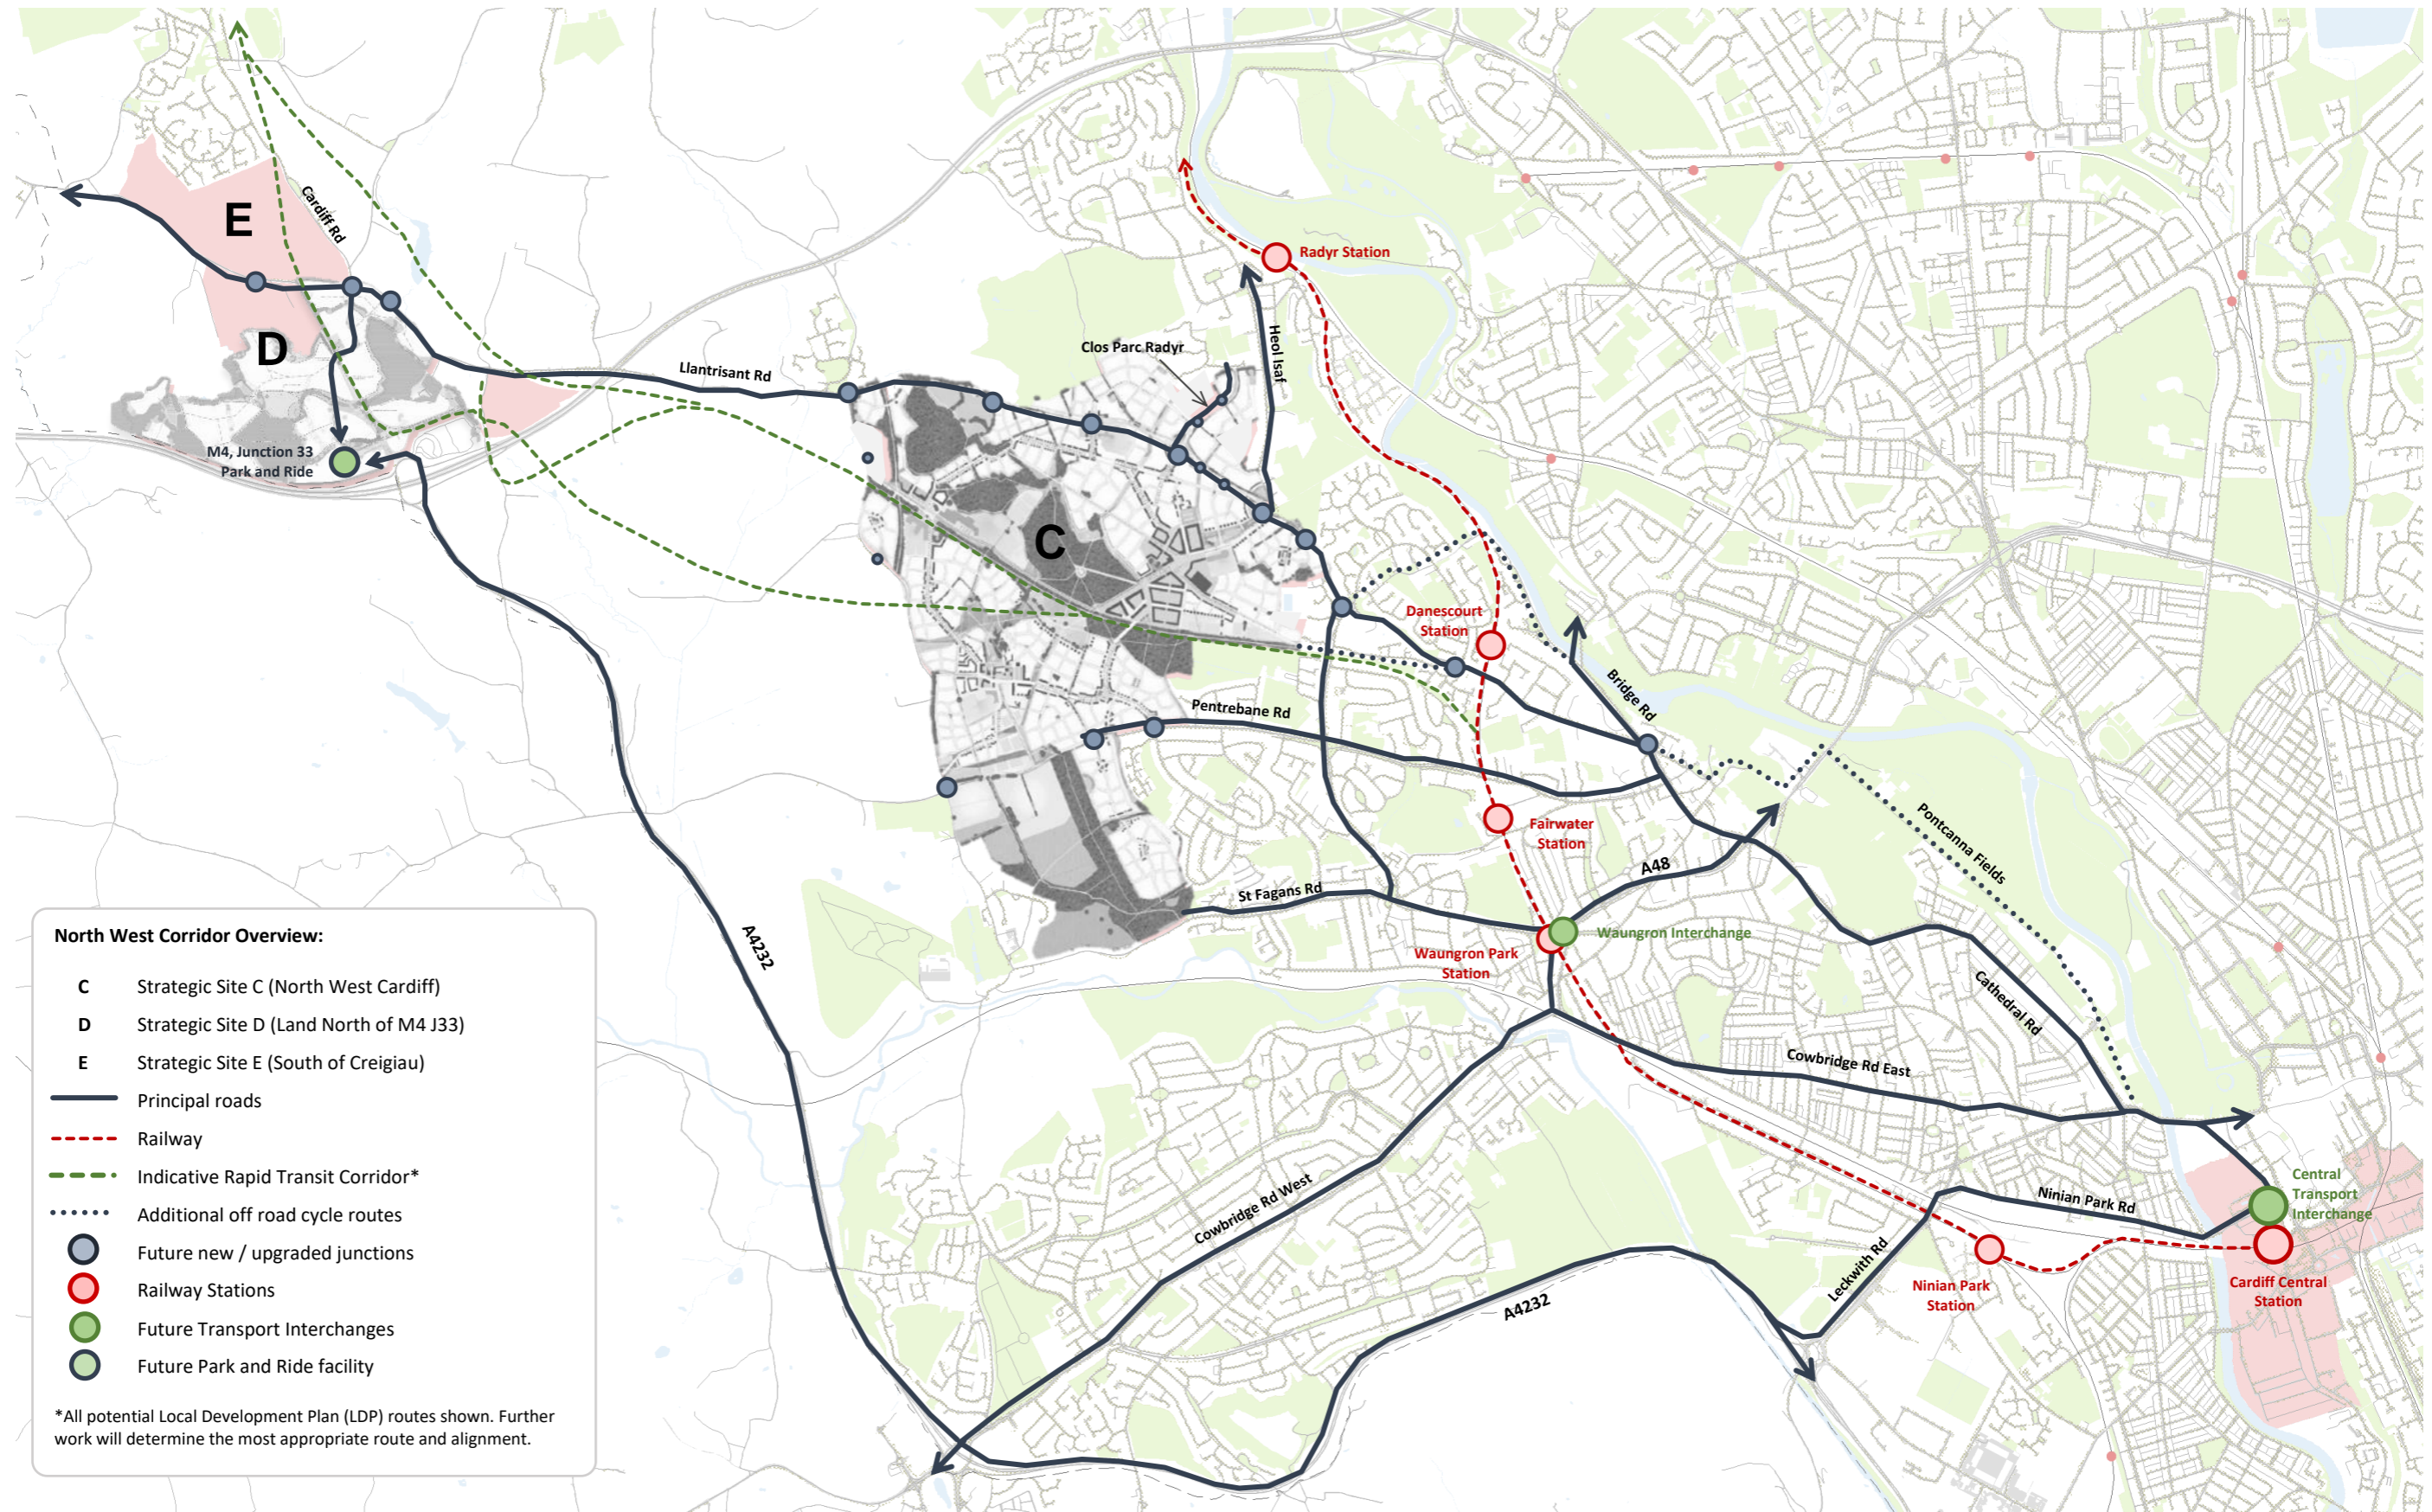 E
Cardiff Rd
D
M4, Junction 33
Park and Ride
Llantrisant Rd
Clos Parc Radyr
Heol Isaf
Radyr Station
C
Danescourt
Station
Bridge Rd
Pentrebane Rd
Fairwater
Station
Pontcanna Fields
A48
St Fagans Rd
Waungron Interchange
Waungron Park
Station
A4232
Cathedral Rd
Cowbridge Rd East
Cowbridge Rd West
Ninian Park Rd
Central
Transport
Interchange
Leckwith Rd
Ninian Park
Station
Cardiff Central
Station
A4232
North West Corridor Overview:
C Strategic Site C (North West Cardiff)
D Strategic Site D (Land North of M4 J33)
E Strategic Site E (South of Creigiau)
Principal roads
Railway
Indicative Rapid Transit Corridor*
Additional off road cycle routes
Future new / upgraded junctions
Railway Stations
Future Transport Interchanges
Future Park and Ride facility
*All potential Local Development Plan (LDP) routes shown. Further
work will determine the most appropriate route and alignment.